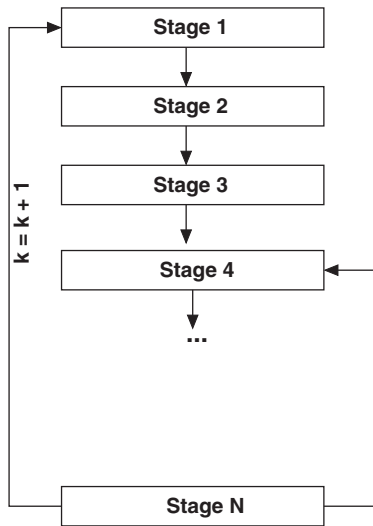 Stage 1
Stage 2
Stage 3
k = k + 1
Stage 4
...
Stage N